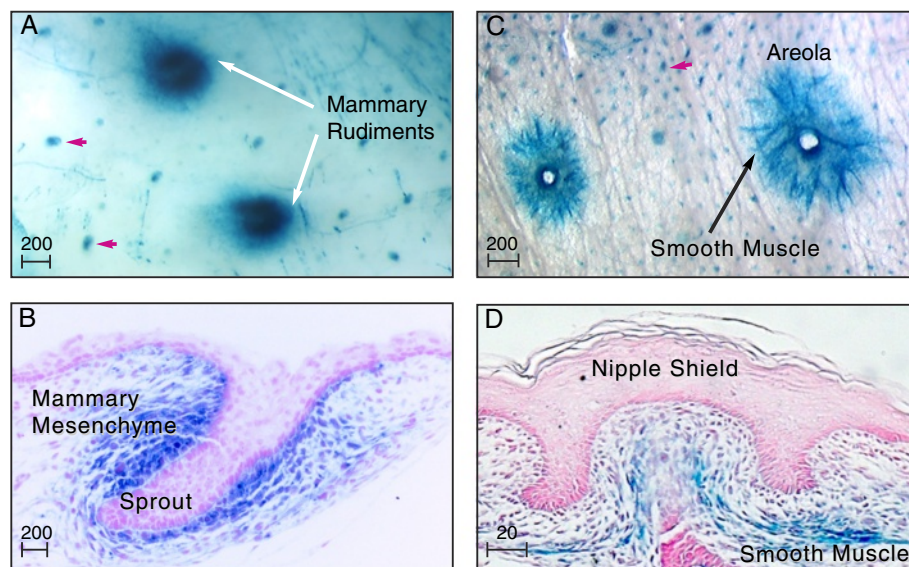 A
Mammary
Rudiments
200
C
Areola
Smooth Muscle
200
B
Mammary
Mesenchyme
Sprout
200
D
Nipple Shield
20
Smooth Muscle